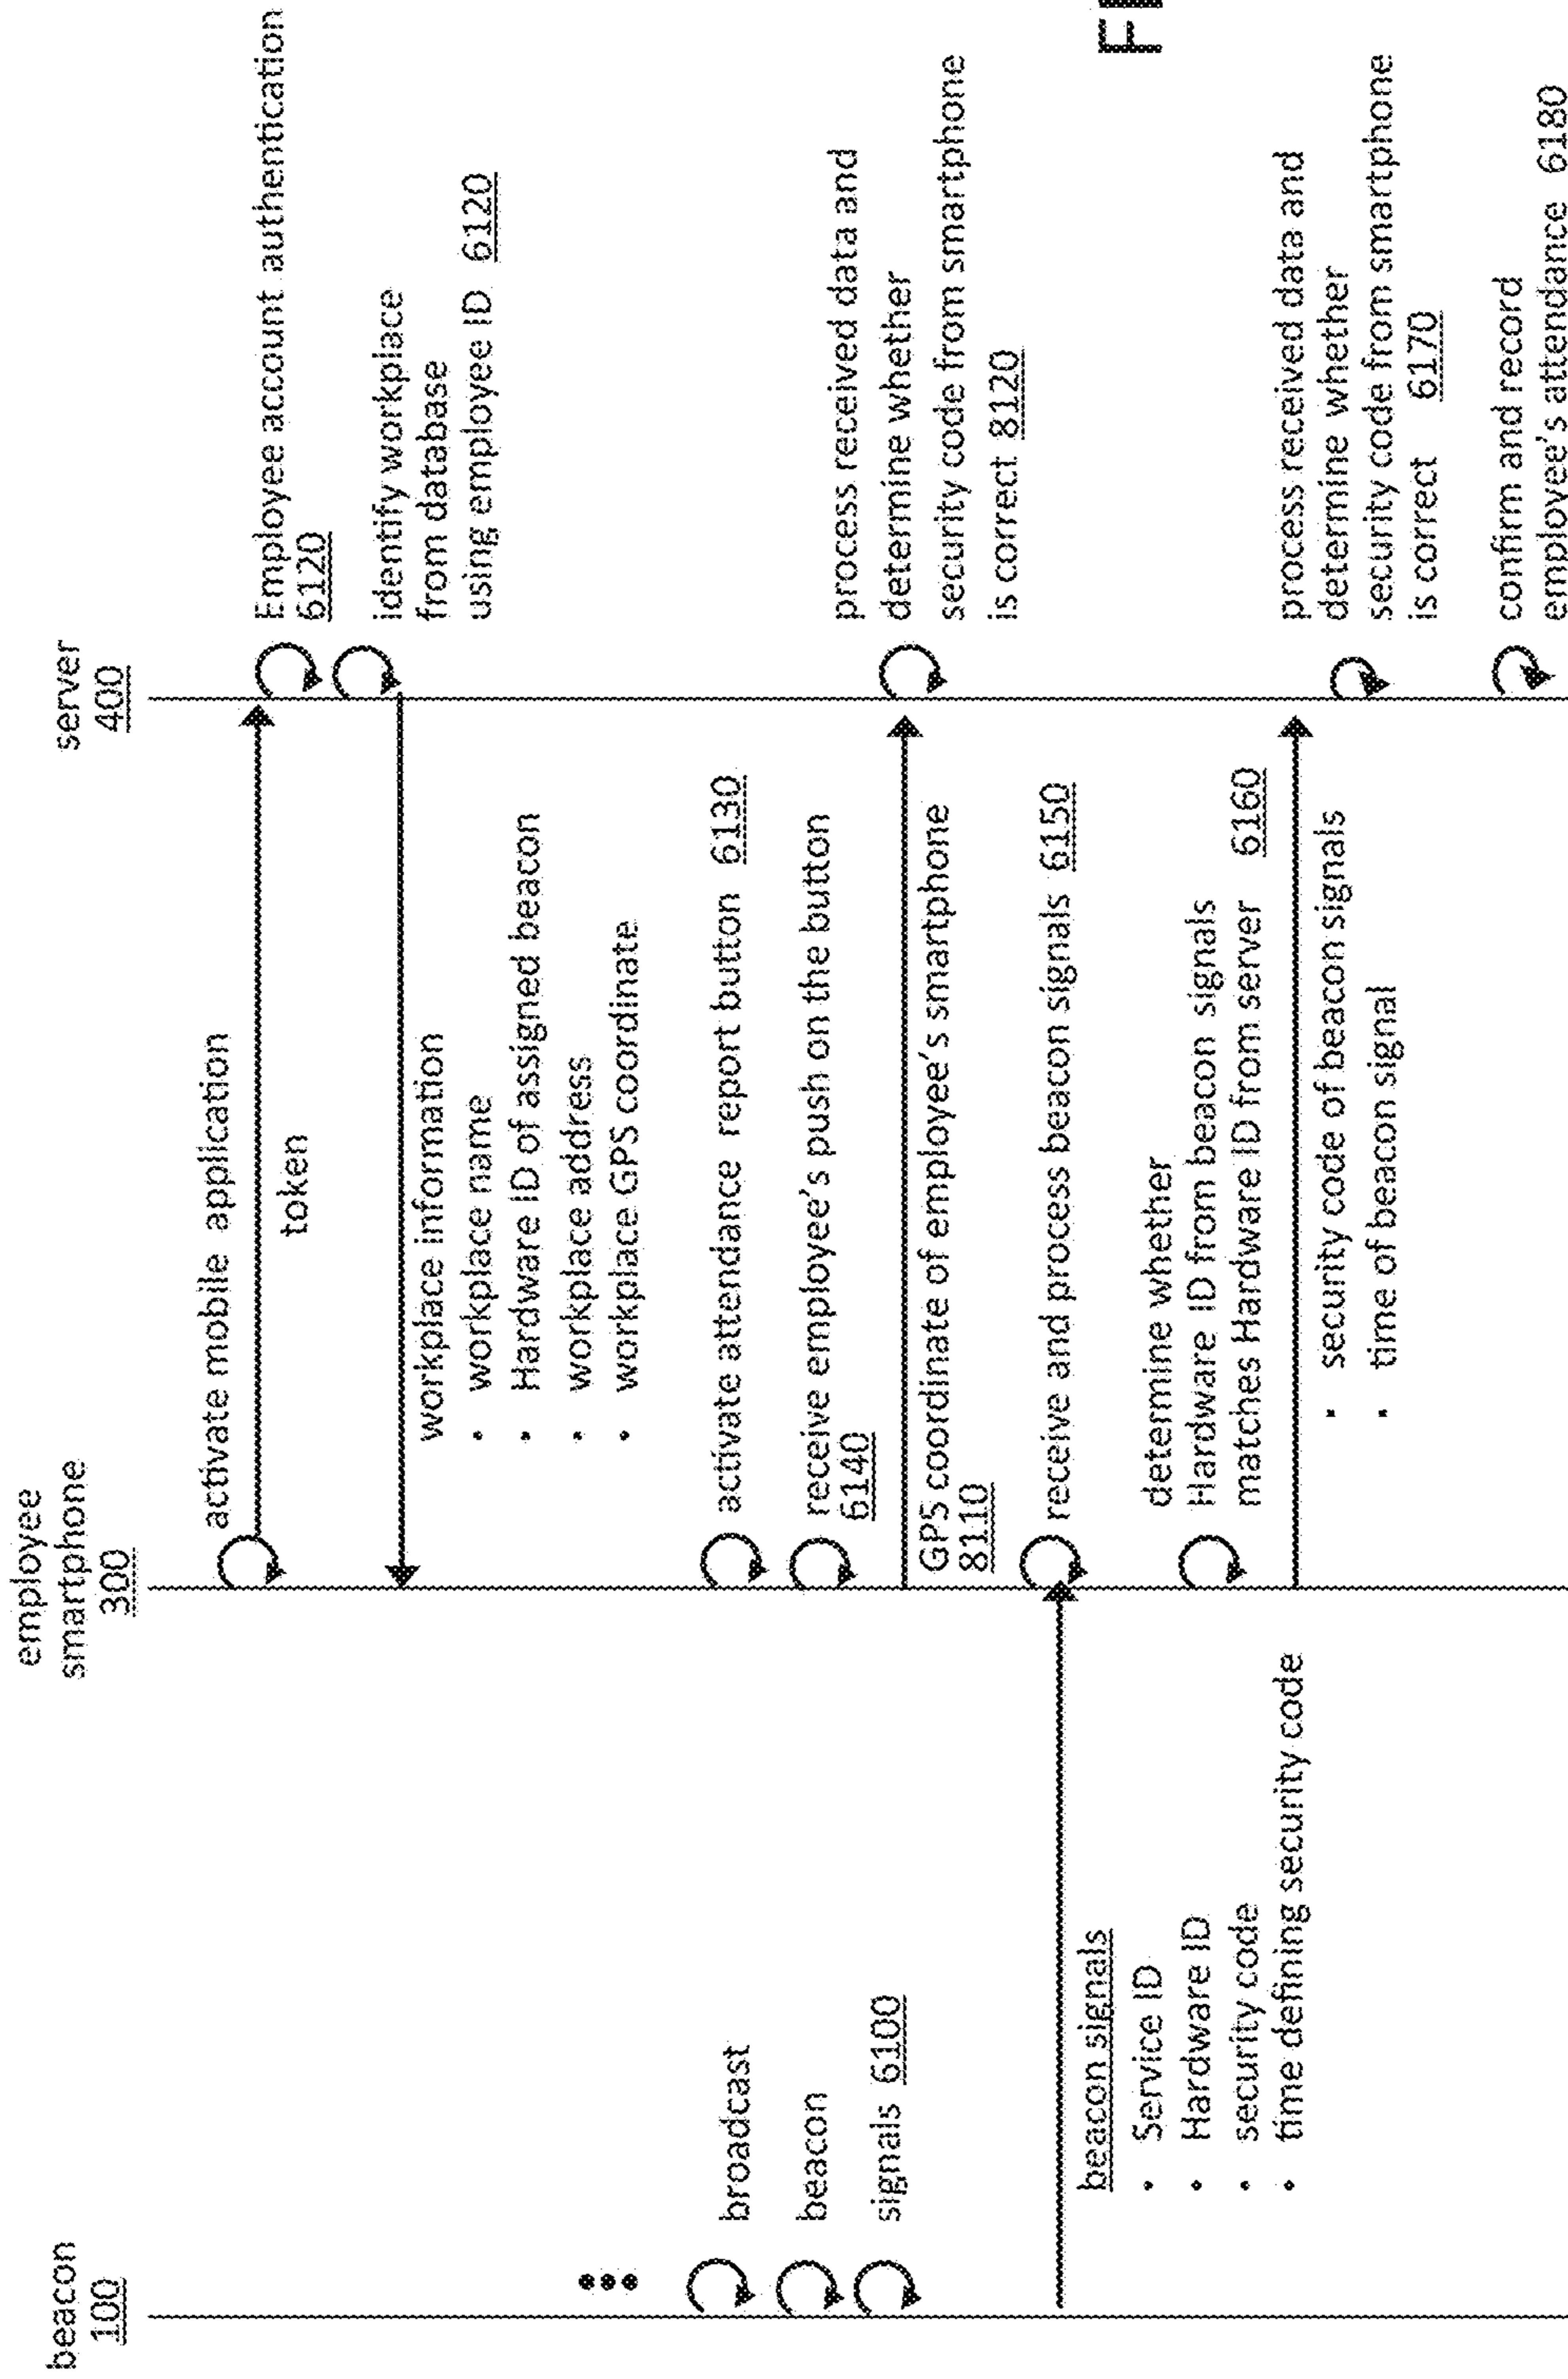 beacon
100
employee
smartphone
300
server
400
activate mobile application
token
Employee account authentication
6120
identify workplace
from database
using employee ID 6120
workplace information
• workplace name
• Hardware ID of assigned beacon
• workplace address
• workplace GPS coordinate
broadcast
beacon
signals 6100
activate attendance report button 6130
receive employee's push on the button
6140
GPS coordinate of employee's smartphone
8110
process received data and
determine whether
security code from smartphone
is correct 8120
receive and process beacon signals 6150
beacon signals
• Service ID
• Hardware ID
• security code
• time defining security code
determine whether
Hardware ID from beacon signals
matches Hardware ID from server 6160
• security code of beacon signals
• time of beacon signal
process received data and
determine whether
security code from smartphone
is correct 6170
confirm and record
employee's attendance 6180